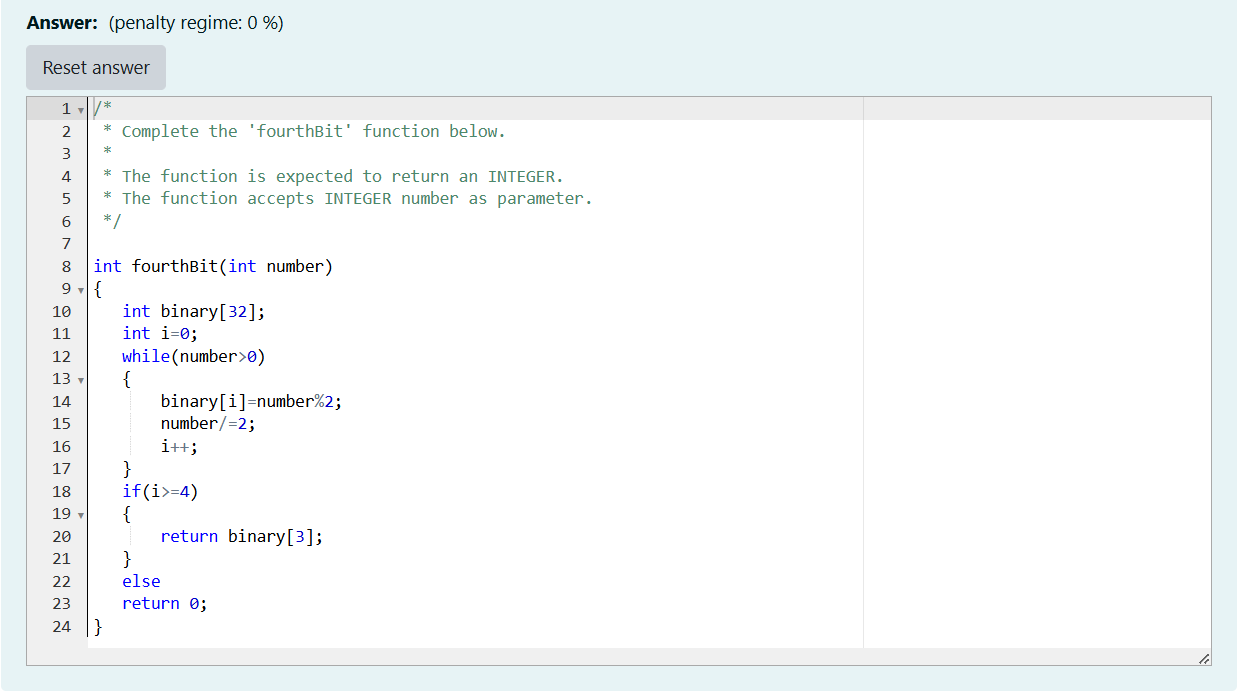 Answer: (penalty regime: 0 %)
Reset answer
1 /*
2  * Complete the 'fourthBit' function below.
3  *
4  * The function is expected to return an INTEGER.
5  * The function accepts INTEGER number as parameter.
6  */
7
8 int fourthBit(int number)
9 {
10    int binary[32];
11    int i=0;
12    while(number>0)
13    {
14        binary[i]=number%2;
15        number/=2;
16        i++;
17    }
18    if(i>=4)
19    {
20        return binary[3];
21    }
22    else
23    return 0;
24 }